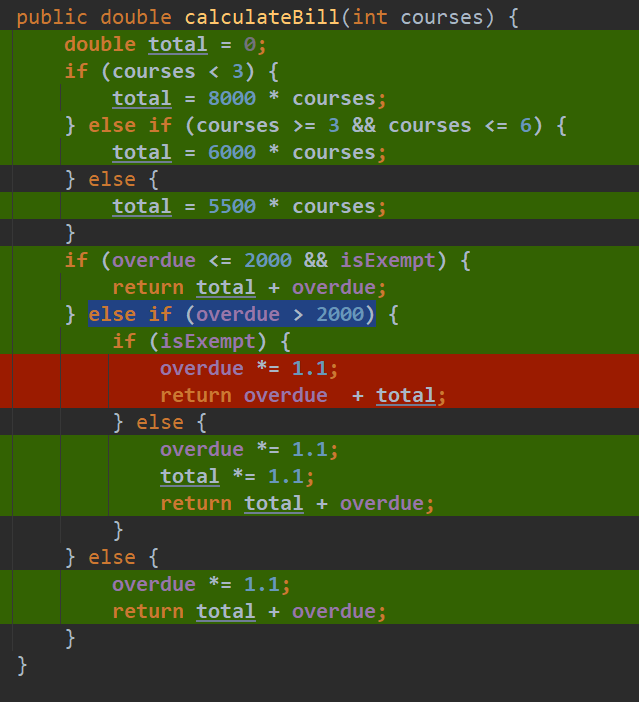 public double calculateBill(int courses) {
    double total = 0;
    if (courses < 3) {
        total = 8000 * courses;
    } else if (courses >= 3 && courses <= 6) {
        total = 6000 * courses;
    } else {
        total = 5500 * courses;
    }
    if (overdue <= 2000 && isExempt) {
        return total + overdue;
    } else if (overdue > 2000) {
        if (isExempt) {
            overdue *= 1.1;
            return overdue  + total;
        } else {
            overdue *= 1.1;
            total *= 1.1;
            return total + overdue;
        }
    } else {
        overdue *= 1.1;
        return total + overdue;
    }
}